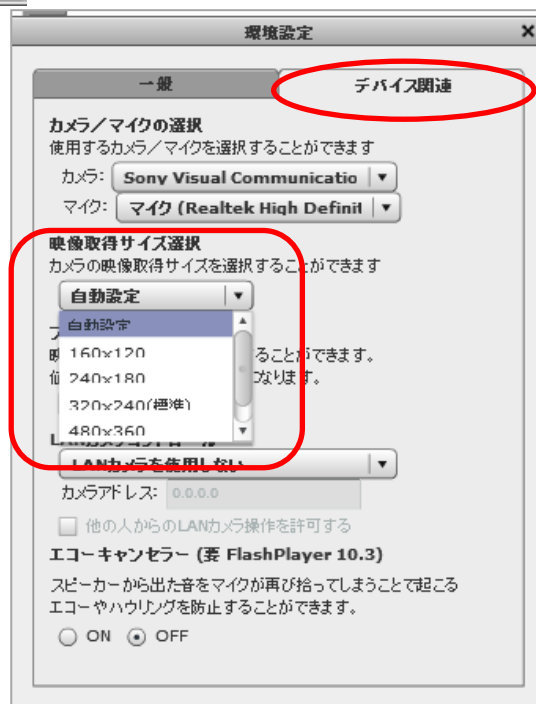 環境設定 ×
一般 デバイス関連
カメラ／マイクの選択
使用するカメラ／マイクを選択することができます
カメラ: Sony Visual Communicatio
マイク: マイク (Realtek High Definit
映像取得サイズ選択
カメラの映像取得サイズを選択することができます
自動設定
自動設定
160×120
ることができます。
240×180
になります。
320×240(標準)
480×360
LANカメラを使用しない
カメラアドレス: 0.0.0.0
他の人からのLANカメラ操作を許可する
エコーキャンセラー (要 FlashPlayer 10.3)
スピーカーから出た音をマイクが再び拾ってしまうことで起こる
エコーやハウリングを防止することができます。
ON OFF